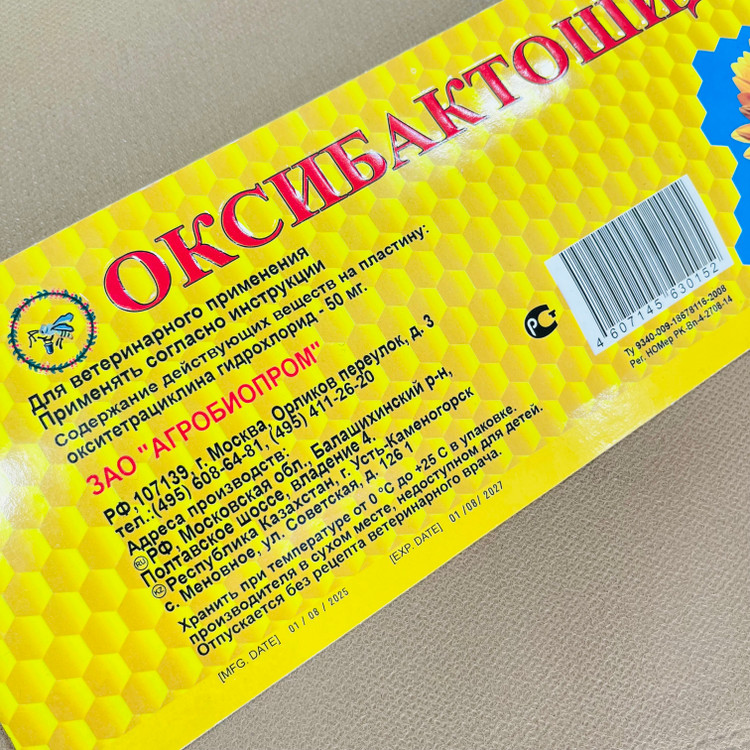 ОКСИБАКТОЦИД
Для ветеринарного применения
Применять согласно инструкции
Содержание действующих веществ на пластину:
окситетрациклина гидрохлорид - 50 мг.
ЗАО "АГРОБИОПРОМ"
РФ,107139, г. Москва, Орликов переулок, д. 3
тел.:(495) 608-64-81, (495) 411-26-20
Адреса производств:
RU РФ, Московская обл., Балашихинский р-н,
Полтавское шоссе, владение 4,
KZ Республика Казахстан, г. Усть-Каменогорск
с. Меновное, ул. Советская, д. 126 1
Хранить при температуре от 0 °С до +25 С в упаковке.
производителя в сухом месте, недоступном для детей.
Отпускается без рецепта ветеринарного врача.
[MFG. DATE] 01 / 08 / 2025 [EXP. DATE] 01 / 08 / 2027
РСТ
4 607145 630152
ТУ 9340-009-18678116-2008
Рег. НОМер РК-Вп-4-2708-14